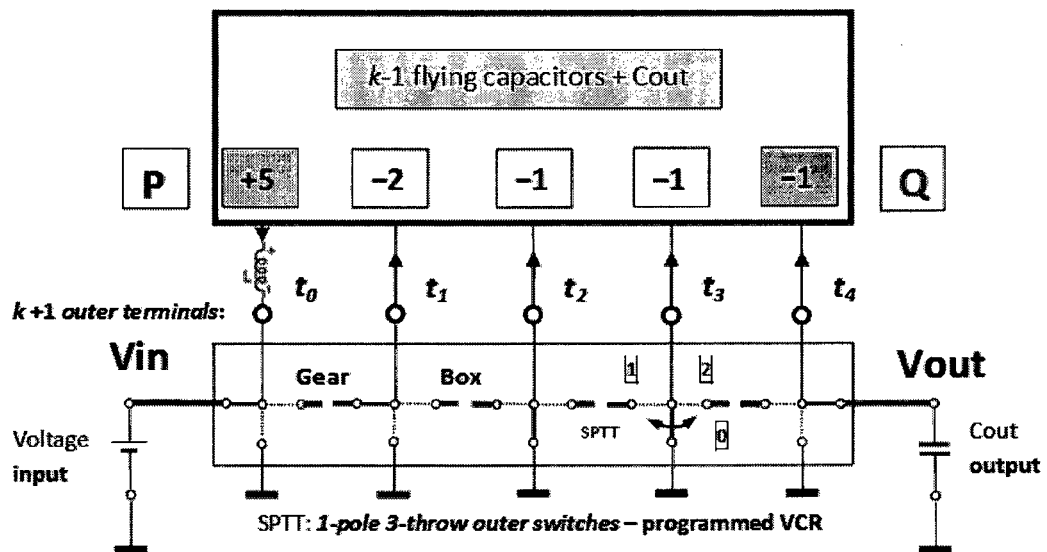 k-1 flying capacitors + Cout
P +5 −2 −1 −1 −1 Q
t0 t1 t2 t3 t4
k +1 outer terminals:
Vin Vout
Gear Box 1 2
SPTT 0
Voltage input
Cout output
SPTT: 1-pole 3-throw outer switches – programmed VCR